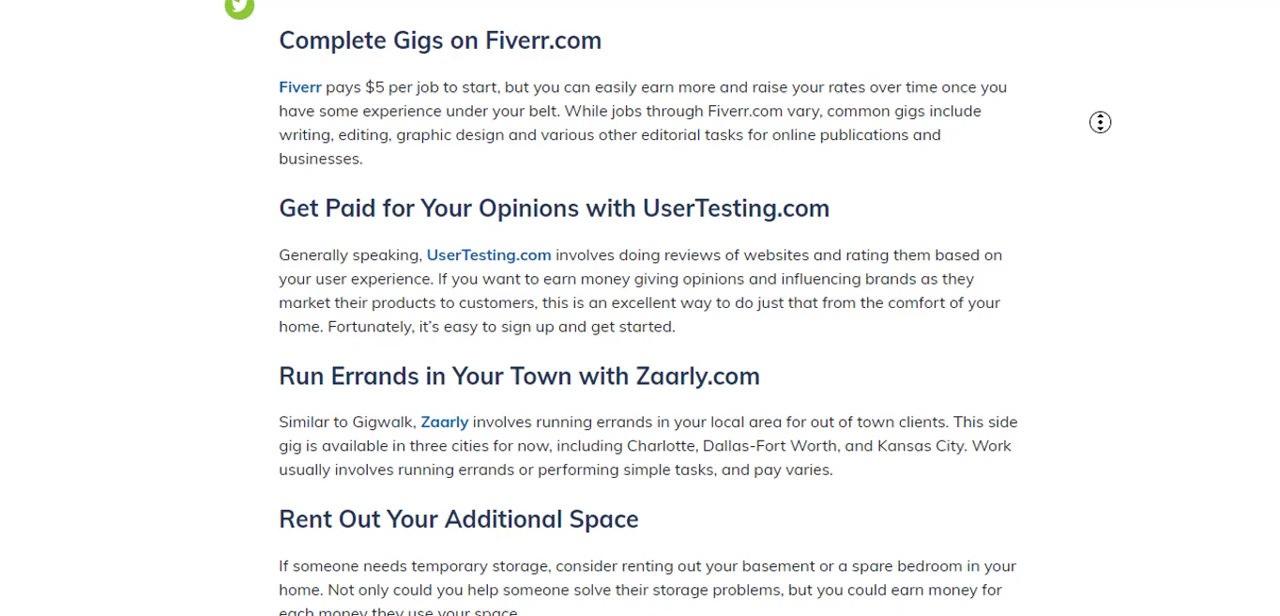 Complete Gigs on Fiverr.com
Fiverr pays $5 per job to start, but you can easily earn more and raise your rates over time once you
have some experience under your belt. While jobs through Fiverr.com vary, common gigs include
writing, editing, graphic design and various other editorial tasks for online publications and
businesses.
Get Paid for Your Opinions with UserTesting.com
Generally speaking, UserTesting.com involves doing reviews of websites and rating them based on
your user experience. If you want to earn money giving opinions and influencing brands as they
market their products to customers, this is an excellent way to do just that from the comfort of your
home. Fortunately, it’s easy to sign up and get started.
Run Errands in Your Town with Zaarly.com
Similar to Gigwalk, Zaarly involves running errands in your local area for out of town clients. This side
gig is available in three cities for now, including Charlotte, Dallas-Fort Worth, and Kansas City. Work
usually involves running errands or performing simple tasks, and pay varies.
Rent Out Your Additional Space
If someone needs temporary storage, consider renting out your basement or a spare bedroom in your
home. Not only could you help someone solve their storage problems, but you could earn money for
each money they use your space.